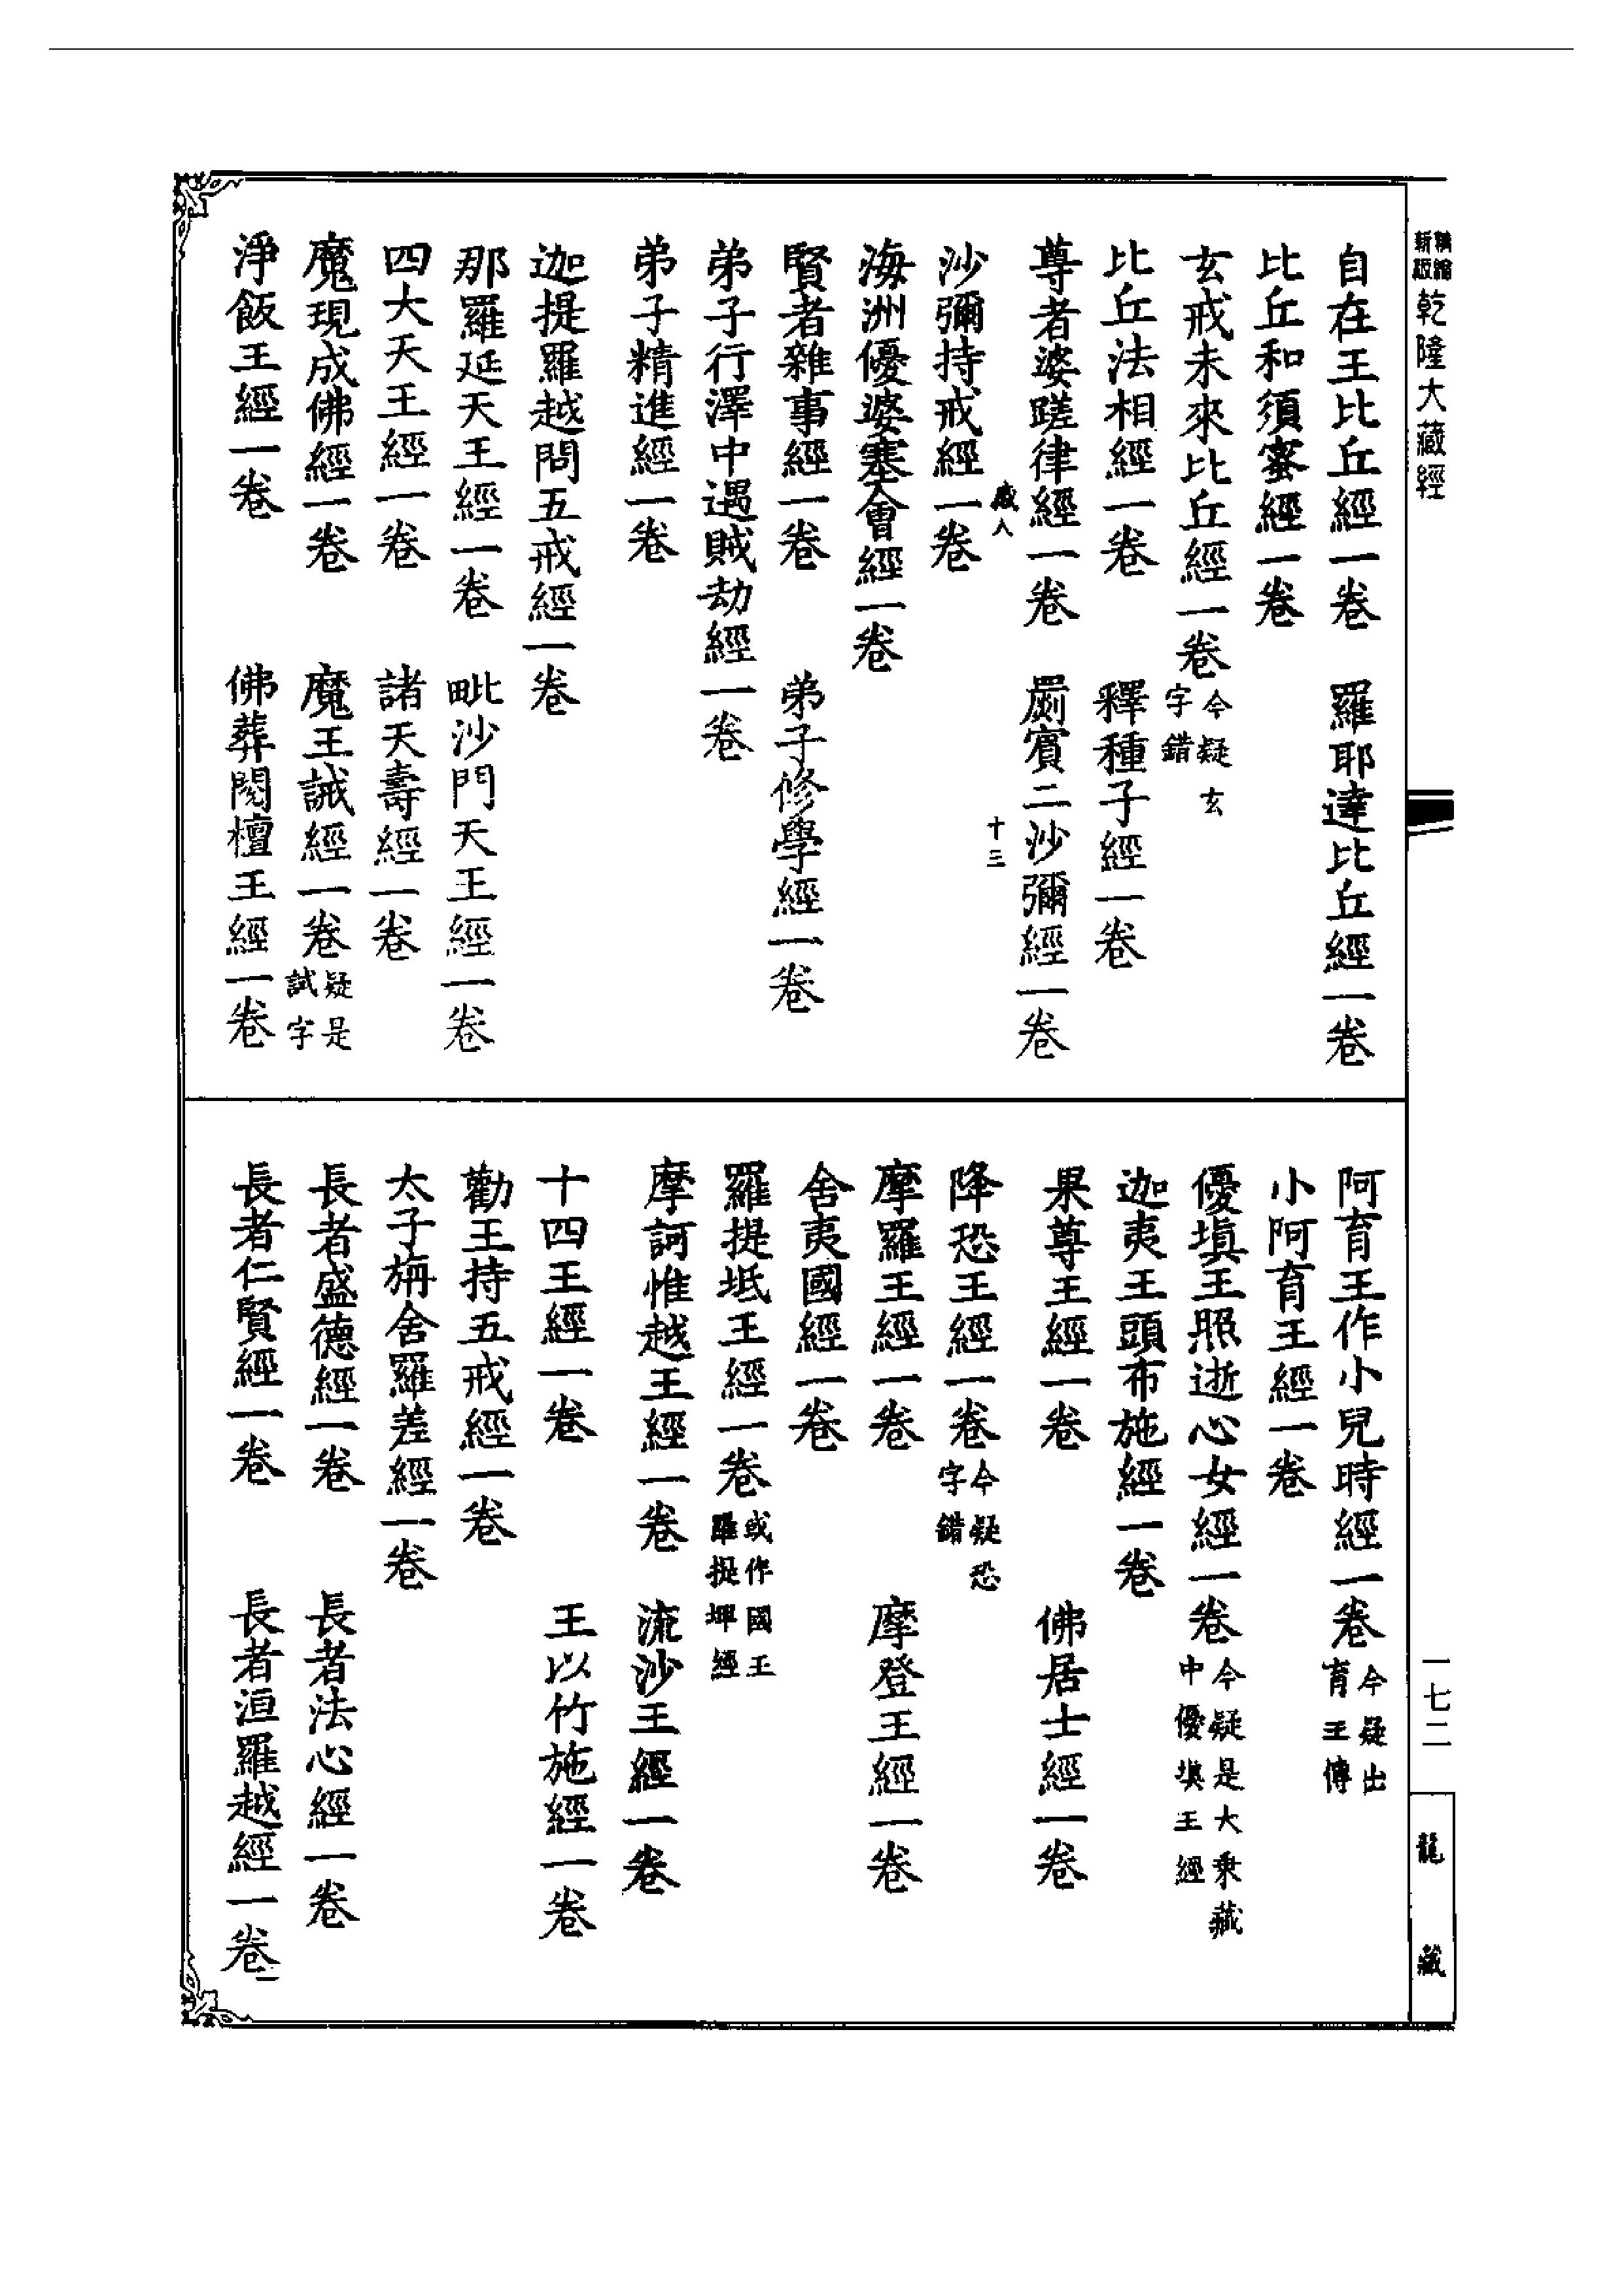 精縮新版
乾隆大藏經
自在王比丘經一卷　羅耶達比丘經一卷
比丘和須蜜經一卷
玄戒未來比丘經一卷今疑玄字錯
比丘法相經一卷　釋種子經一卷
尊者婆蹉律經一卷　罽賓二沙彌經一卷
十三
沙彌持戒經一卷
海洲優婆塞會經一卷
賢者雜事經一卷　弟子修學經一卷
弟子行澤中遇賊劫經一卷
弟子精進經一卷
迦提羅越問五戒經一卷
那羅延天王經一卷　毗沙門天王經一卷
四大天王經一卷　諸天壽經一卷
魔現成佛經一卷　魔王誡經一卷疑是試字
淨飯王經一卷　佛葬閱檀王經一卷
阿育王作小兒時經一卷今疑出育王傳
小阿育王經一卷
優填王照逝心女經一卷今疑是大乘藏中優填王經
迦夷王頭布施經一卷
果尊王經一卷　佛居士經一卷
降恐王經一卷今疑恐字錯
摩羅王經一卷　摩登王經一卷
舍夷國經一卷
羅提坻王經一卷或作國王羅提坻經
摩訶惟越王經一卷　流沙王經一卷
十四王經一卷　王以竹施經一卷
勸王持五戒經一卷
太子旃舍羅差經一卷
長者盛德經一卷　長者法心經一卷
長者仁賢經一卷　長者洹羅越經一卷
一七二
龍藏